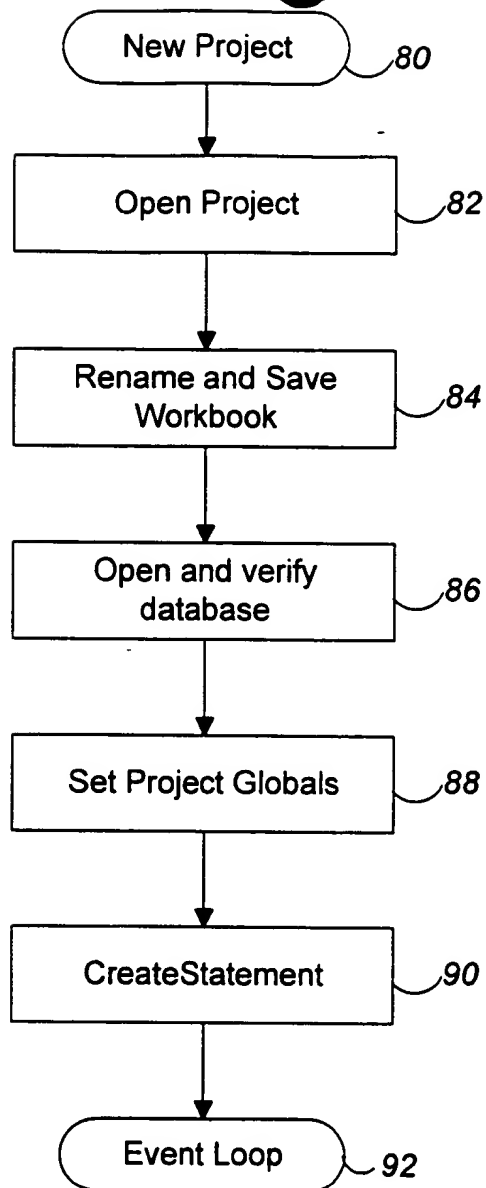 New Project
80
Open Project
82
Rename and Save
Workbook
84
Open and verify
database
86
Set Project Globals
88
CreateStatement
90
Event Loop
92